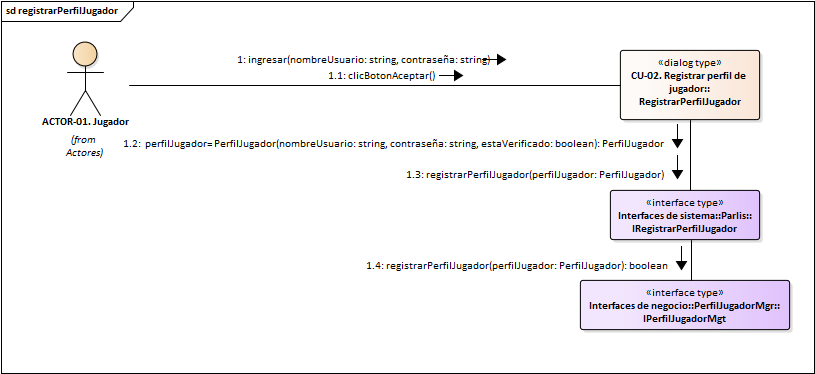 sd registrarPerfilJugador
1: ingresar(nombreUsuario: string, contraseña: string)
1.1: clicBotonAceptar()
«dialog type»
CU-02. Registrar perfil de
jugador::
RegistrarPerfilJugador
ACTOR-01. Jugador
(from
Actores)
1.2: perfilJugador= PerfilJugador(nombreUsuario: string, contraseña: string, estaVerificado: boolean): PerfilJugador
1.3: registrarPerfilJugador(perfilJugador: PerfilJugador)
«interface type»
Interfaces de sistema::Parlis::
IRegistrarPerfilJugador
1.4: registrarPerfilJugador(perfilJugador: PerfilJugador): boolean
«interface type»
Interfaces de negocio::PerfilJugadorMgr::
IPerfilJugadorMgt